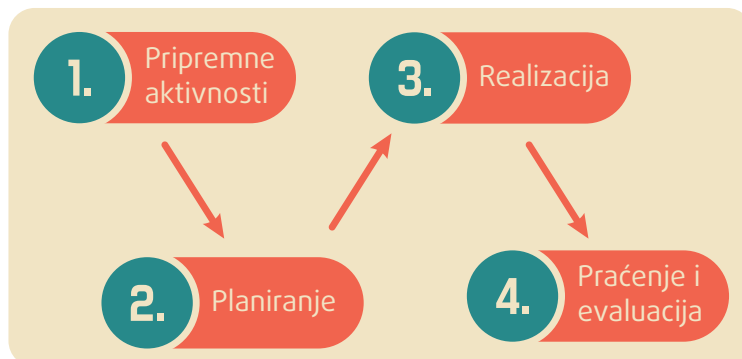 1.
Pripremne
aktivnosti
2.
Planiranje
3.
Realizacija
4.
Praćenje i
evaluacija